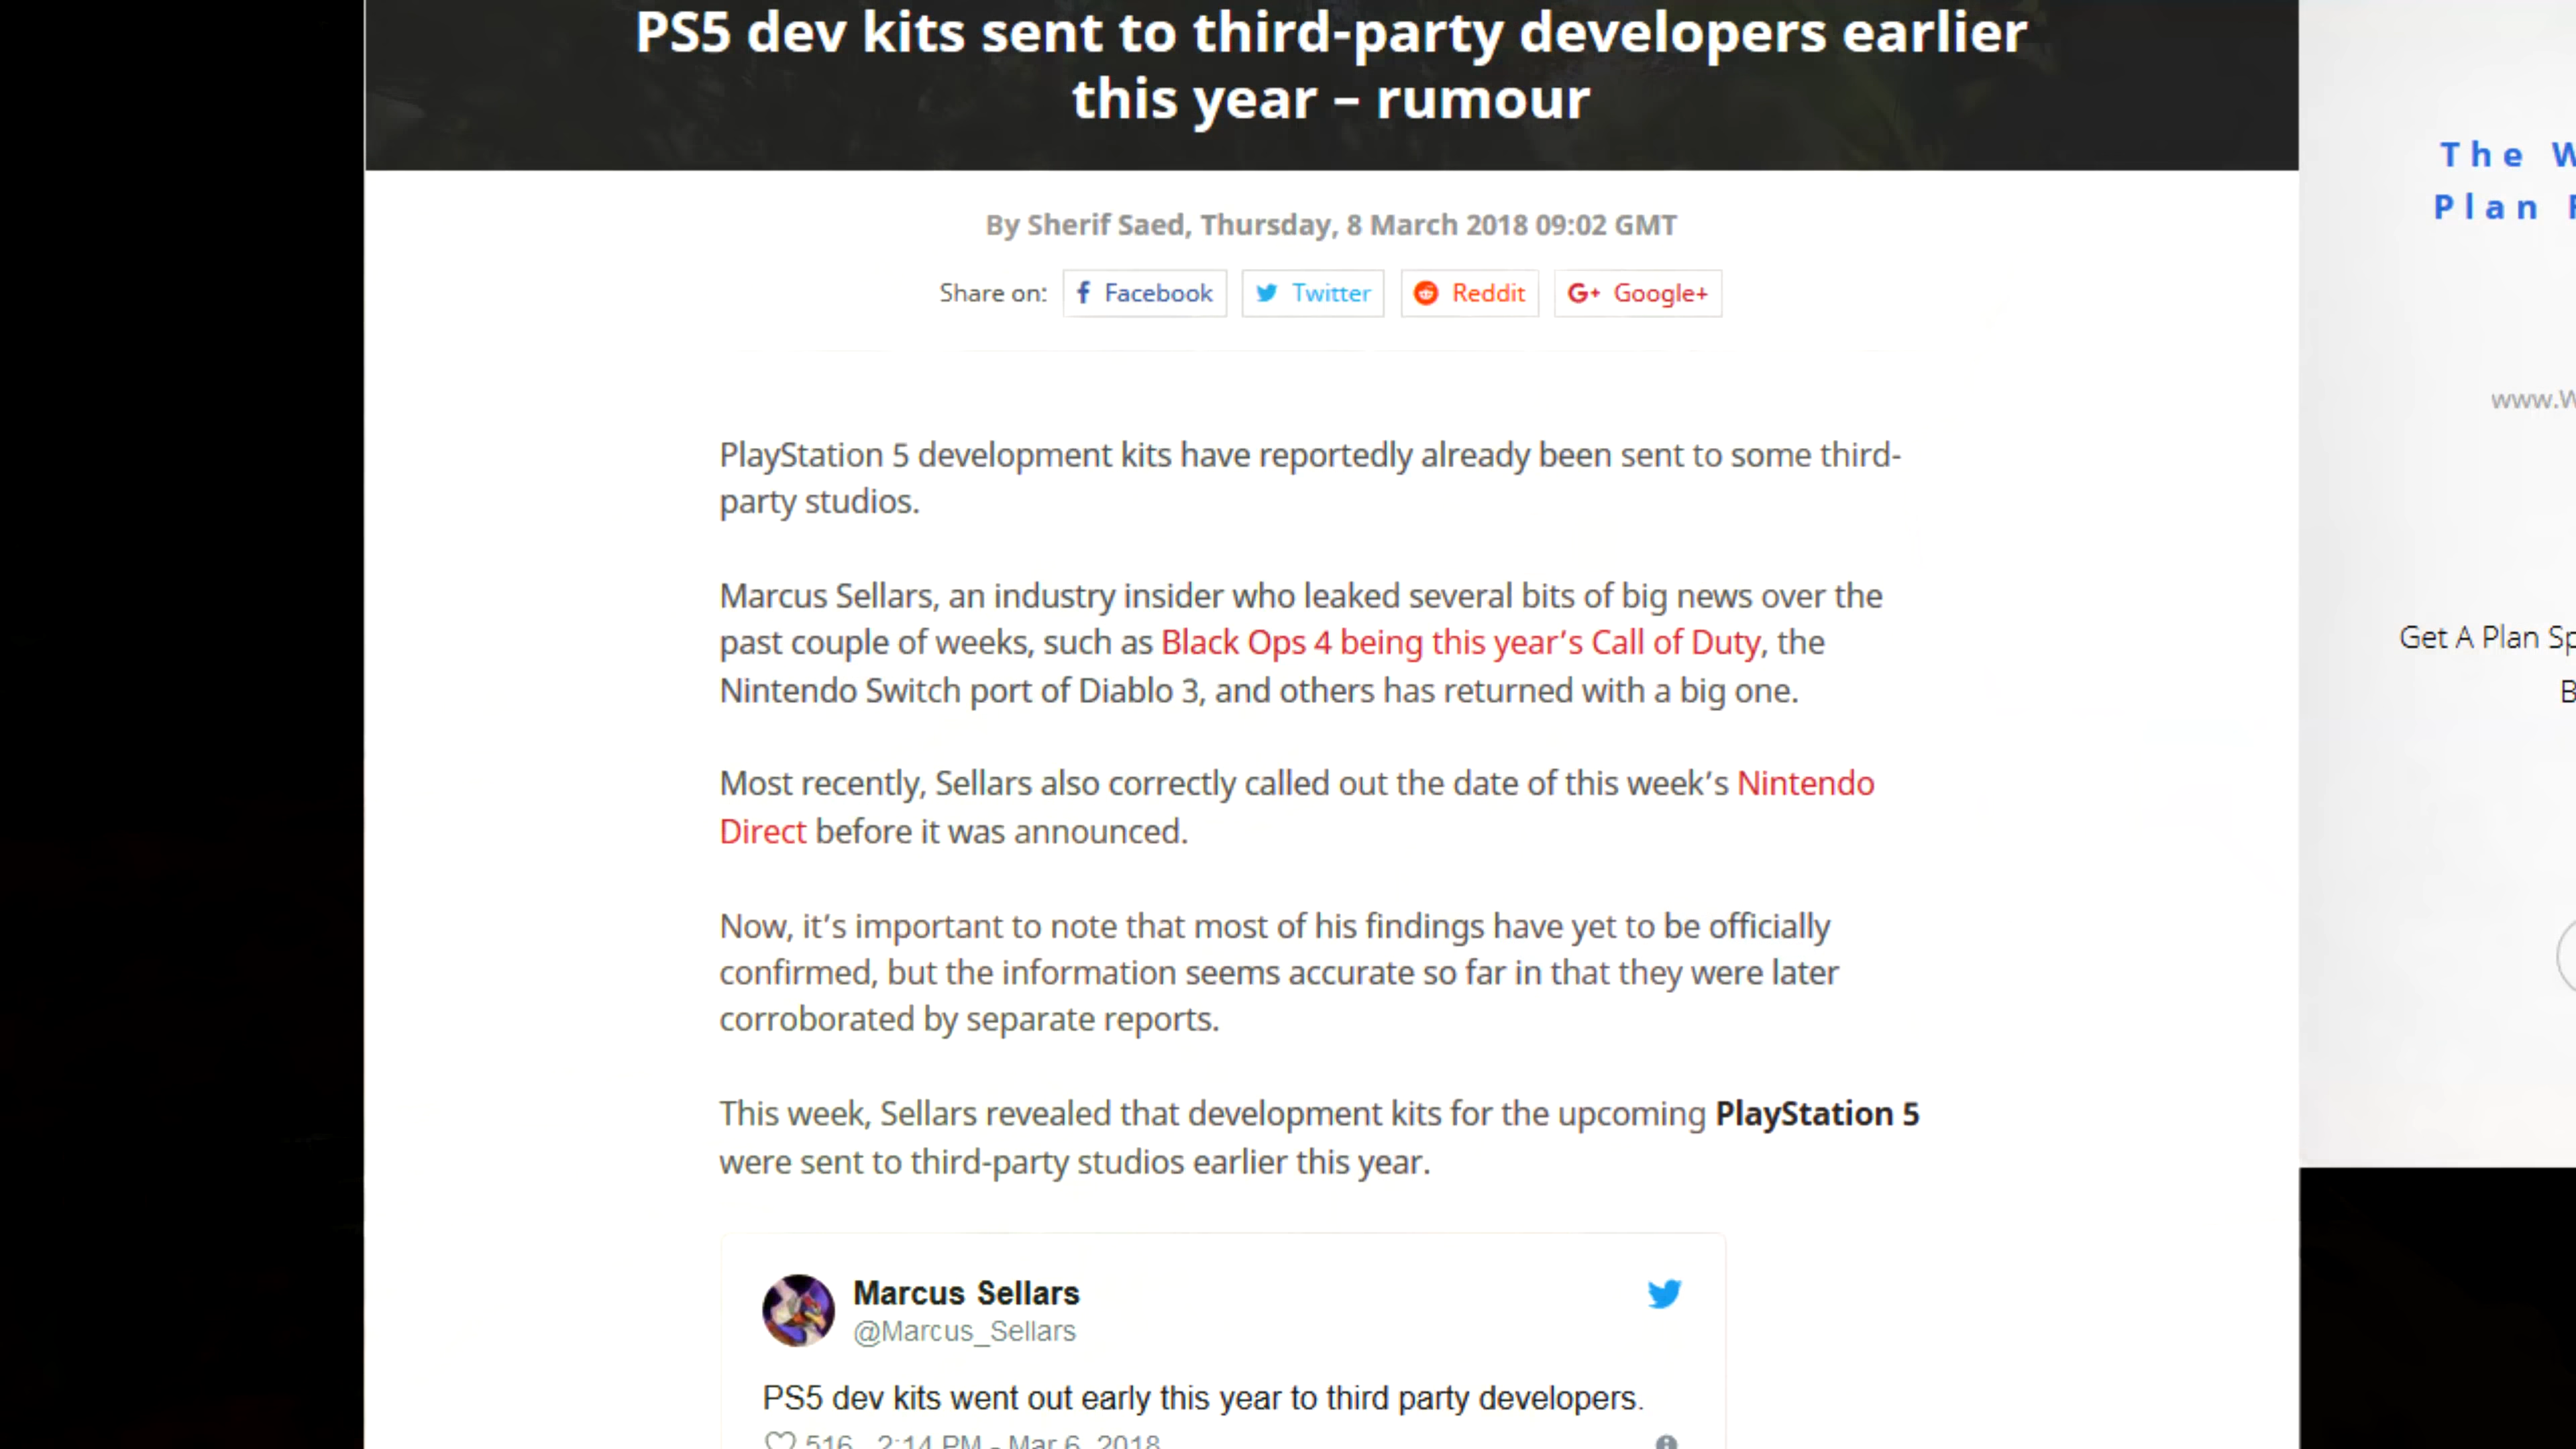 PS5 dev kits sent to third-party developers earlier
this year – rumour
By Sherif Saed, Thursday, 8 March 2018 09:02 GMT
Share on: Facebook Twitter Reddit Google+
PlayStation 5 development kits have reportedly already been sent to some third-
party studios.
Marcus Sellars, an industry insider who leaked several bits of big news over the
past couple of weeks, such as Black Ops 4 being this year’s Call of Duty, the
Nintendo Switch port of Diablo 3, and others has returned with a big one.
Most recently, Sellars also correctly called out the date of this week’s Nintendo
Direct before it was announced.
Now, it’s important to note that most of his findings have yet to be officially
confirmed, but the information seems accurate so far in that they were later
corroborated by separate reports.
This week, Sellars revealed that development kits for the upcoming PlayStation 5
were sent to third-party studios earlier this year.
Marcus Sellars
@Marcus_Sellars
PS5 dev kits went out early this year to third party developers.
516 2:14 PM - Mar 6, 2018
The
Plan
www.
Get A Plan